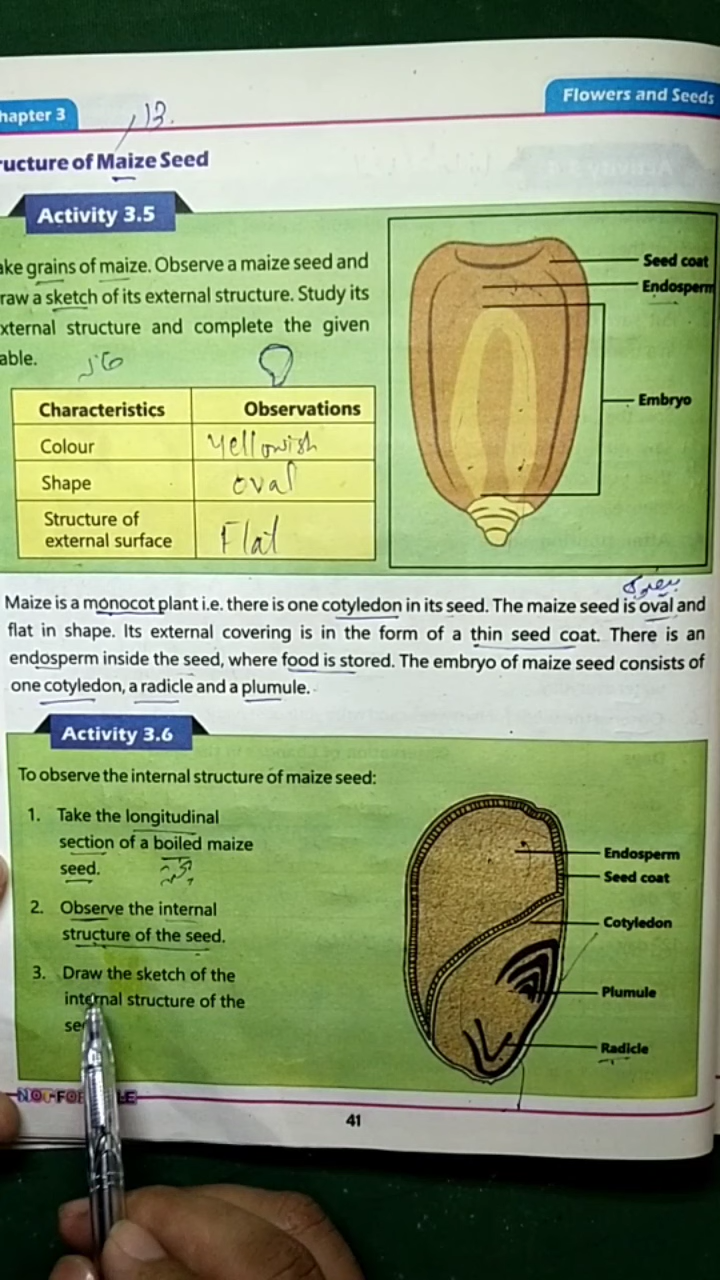 hapter 3
13.
Flowers and Seeds
ructure of Maize Seed
Activity 3.5
ake grains of maize. Observe a maize seed and
raw a sketch of its external structure. Study its
xternal structure and complete the given
able.
Characteristics Observations
Colour Yellowish
Shape oval
Structure of
external surface Flat
Seed coat
Endosperm
Embryo
Maize is a monocot plant i.e. there is one cotyledon in its seed. The maize seed is oval and
flat in shape. Its external covering is in the form of a thin seed coat. There is an
endosperm inside the seed, where food is stored. The embryo of maize seed consists of
one cotyledon, a radicle and a plumule.
Activity 3.6
To observe the internal structure of maize seed:
1. Take the longitudinal
section of a boiled maize
seed.
2. Observe the internal
structure of the seed.
3. Draw the sketch of the
internal structure of the
se
Endosperm
Seed coat
Cotyledon
Plumule
Radicle
41